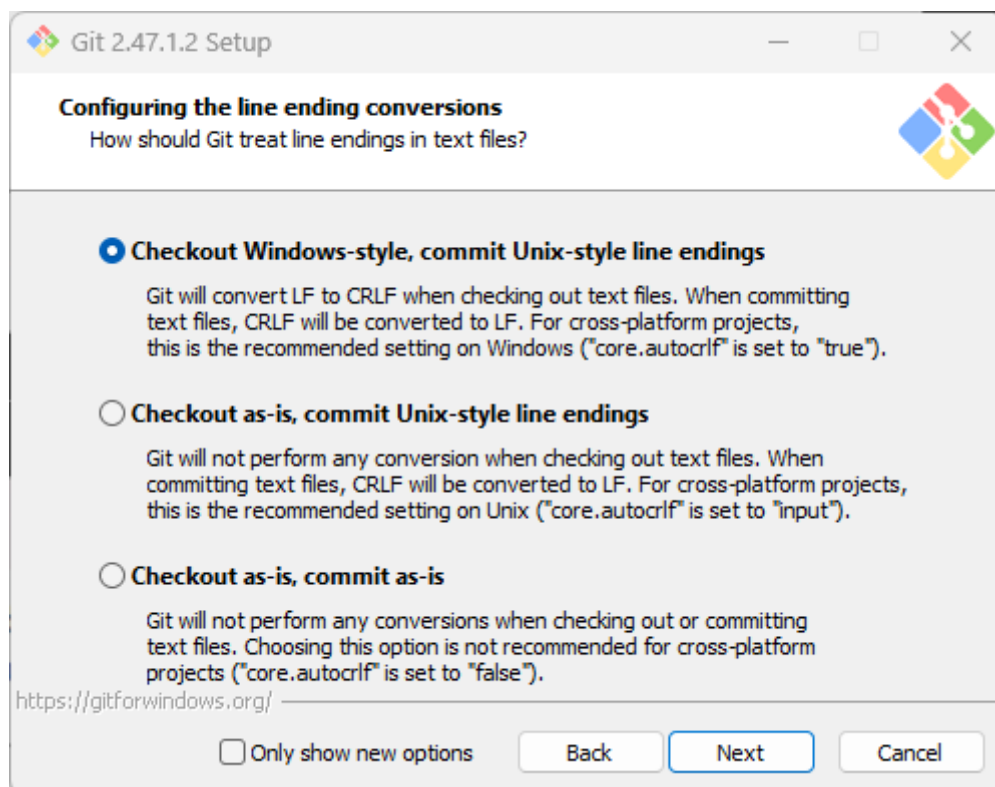 Git 2.47.1.2 Setup
Configuring the line ending conversions
How should Git treat line endings in text files?
Checkout Windows-style, commit Unix-style line endings
Git will convert LF to CRLF when checking out text files. When committing
text files, CRLF will be converted to LF. For cross-platform projects,
this is the recommended setting on Windows ("core.autocrlf" is set to "true").
Checkout as-is, commit Unix-style line endings
Git will not perform any conversion when checking out text files. When
committing text files, CRLF will be converted to LF. For cross-platform projects,
this is the recommended setting on Unix ("core.autocrlf" is set to "input").
Checkout as-is, commit as-is
Git will not perform any conversions when checking out or committing
text files. Choosing this option is not recommended for cross-platform
projects ("core.autocrlf" is set to "false").
https://gitforwindows.org/
Only show new options Back Next Cancel